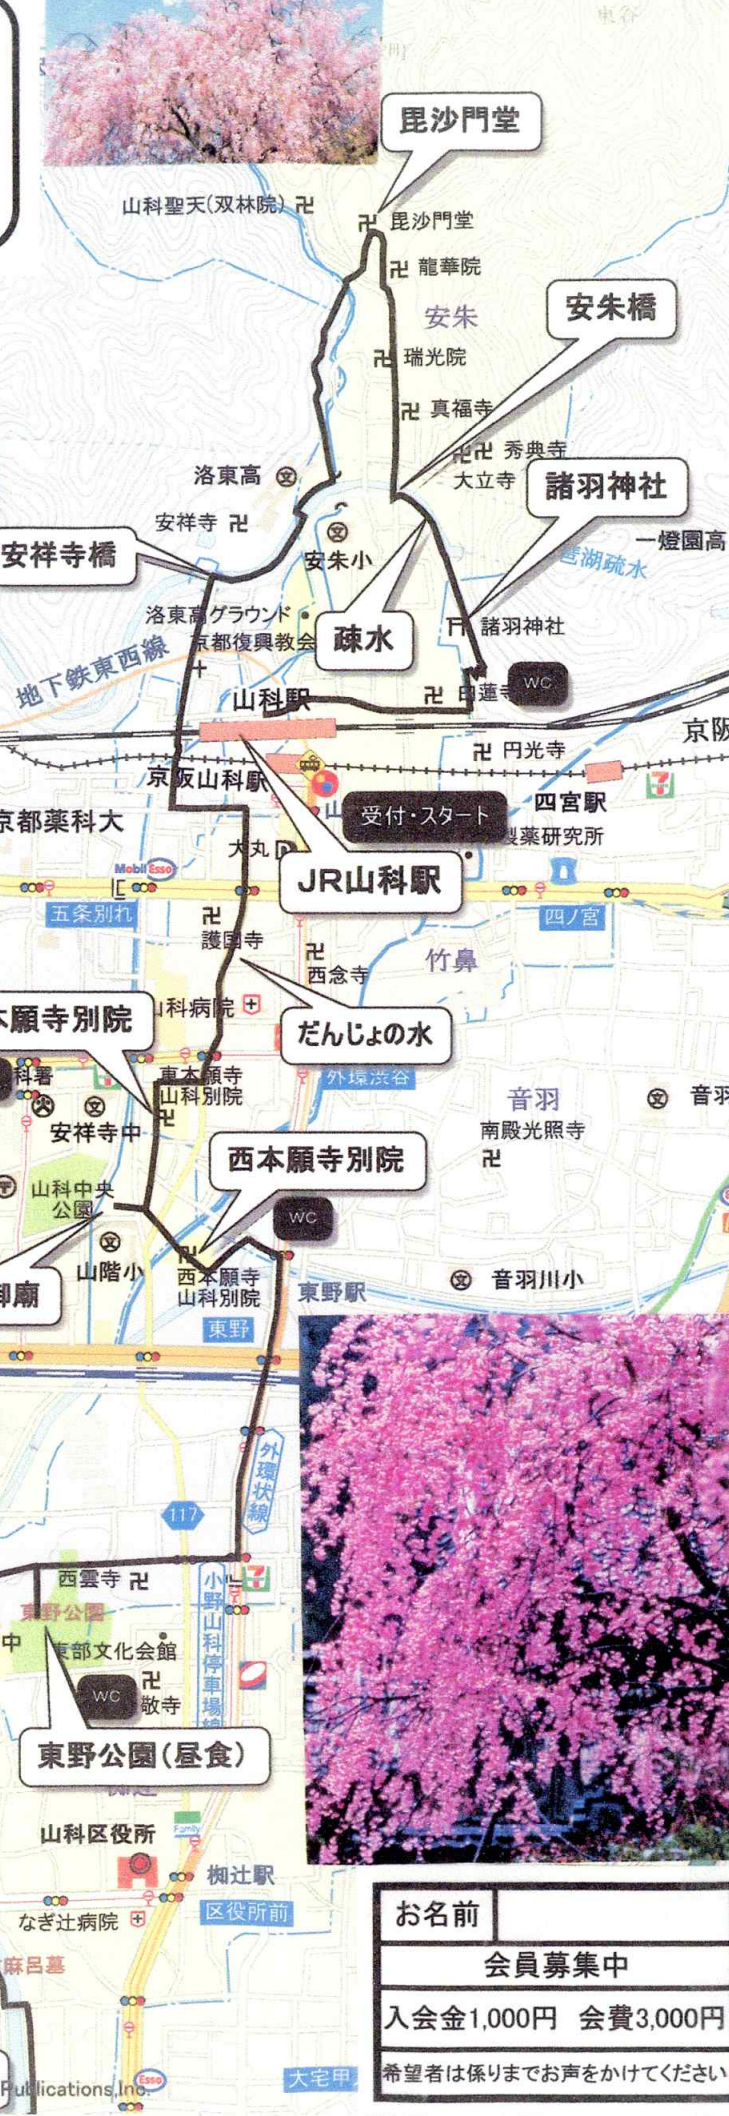 毘沙門堂
山科聖天(双林院)
毘沙門堂
龍華院
安朱
安朱橋
瑞光院
真福寺
秀典寺
大立寺
洛東高
諸羽神社
安祥寺
安祥寺橋
安朱小
一燈園高
琶湖疏水
洛東高グラウンド
京都復興教会
疎水
諸羽神社
地下鉄東西線
山科駅
白蓮寺
WC
京阪
円光寺
京阪山科駅
四宮駅
受付・スタート
京都薬科大
製薬研究所
大丸
Mobil
Esso
JR山科駅
五条別れ
四ノ宮
護国寺
西念寺
竹鼻
山科病院
だんじょの水
本願寺別院
科署
東本願寺
山科別院
外環渋谷
音羽
音羽
安祥寺中
南殿光照寺
西本願寺別院
山科中央
公園
WC
山階小
御廟
西本願寺
山科別院
東野駅
音羽川小
東野
外環状線
117
西雲寺
小野山科停車場線
東野公園
中
東部文化会館
WC
敬寺
東野公園(昼食)
山科区役所
Family
椥辻駅
区役所前
なぎ辻病院
麻呂墓
お名前
会員募集中
入会金1,000円 会費3,000円
希望者は係りまでお声をかけてください
Publications,Inc.
Esso
大宅甲